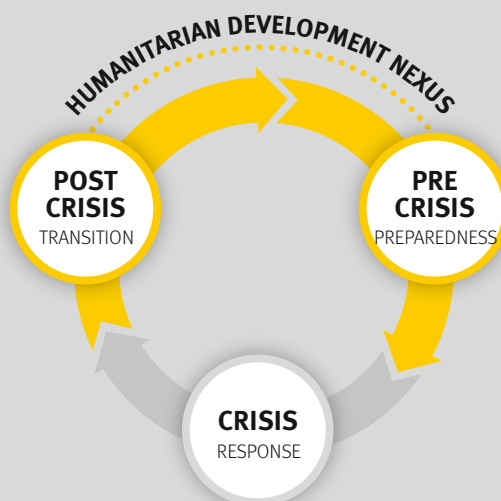 HUMANITARIAN DEVELOPMENT NEXUS
POST
CRISIS
TRANSITION
PRE
CRISIS
PREPAREDNESS
CRISIS
RESPONSE